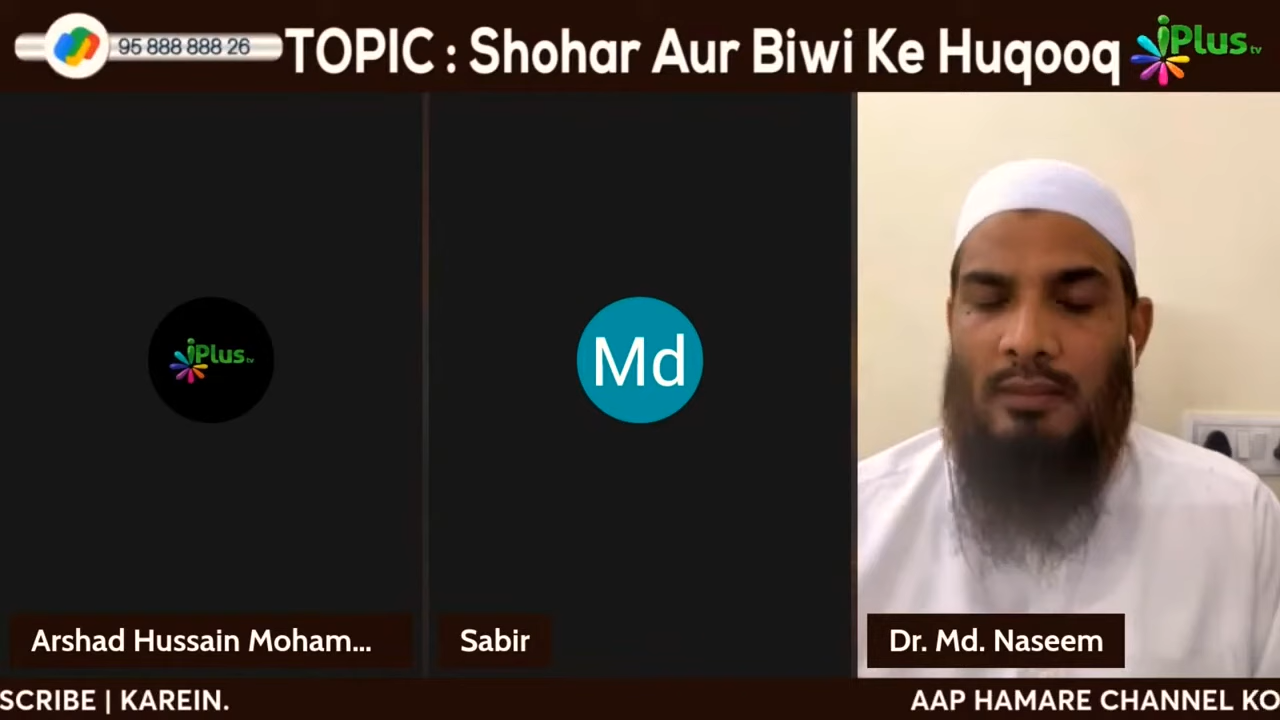 95 888 888 26
TOPIC : Shohar Aur Biwi Ke Huqooq
iPlus tv
iPlus tv
Md
Arshad Hussain Moham...
Sabir
Dr. Md. Naseem
SCRIBE | KAREIN.
AAP HAMARE CHANNEL KO